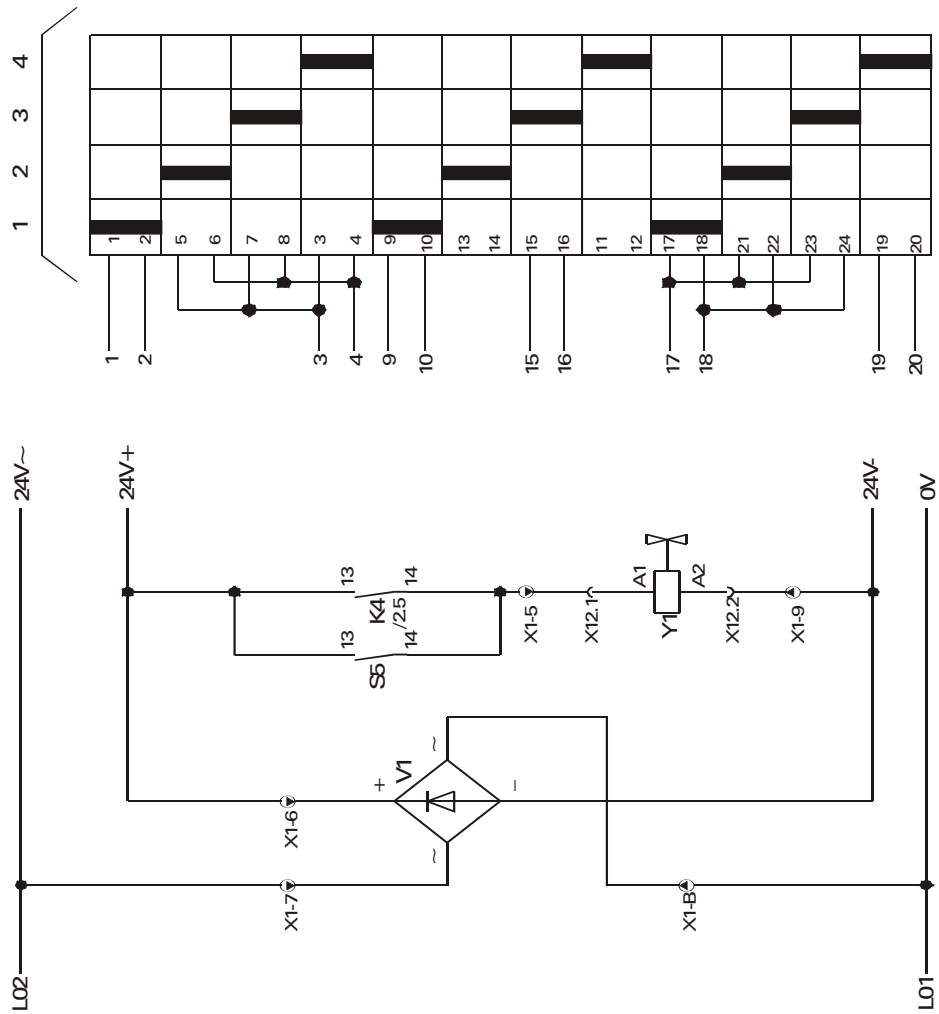 4
3
2
1
1 2 5 6 7 8 3 4 9 10 13 14 15 16 11 12 17 18 21 22 23 24 19 20
1 2 3 4 9 10 15 16 17 18 19 20
24V~
24V+
24V-
0V
13
14
K4
/2.5
13
14
S5
X1-5
X12.1
A1
A2
Y1
X12.2
X1-9
+
V1
~
~
–
X1-6
X1-7
X1-B
L02
L01